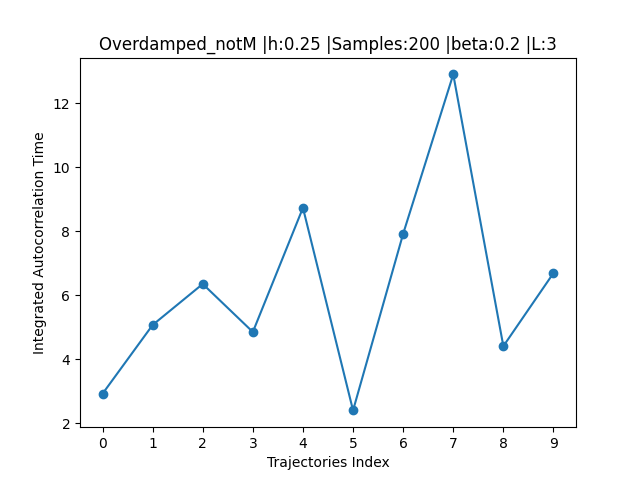 Overdamped_notM |h:0.25 |Samples:200 |beta:0.2 |L:3
Integrated Autocorrelation Time
12
10
8
6
4
2
0 1 2 3 4 5 6 7 8 9
Trajectories Index